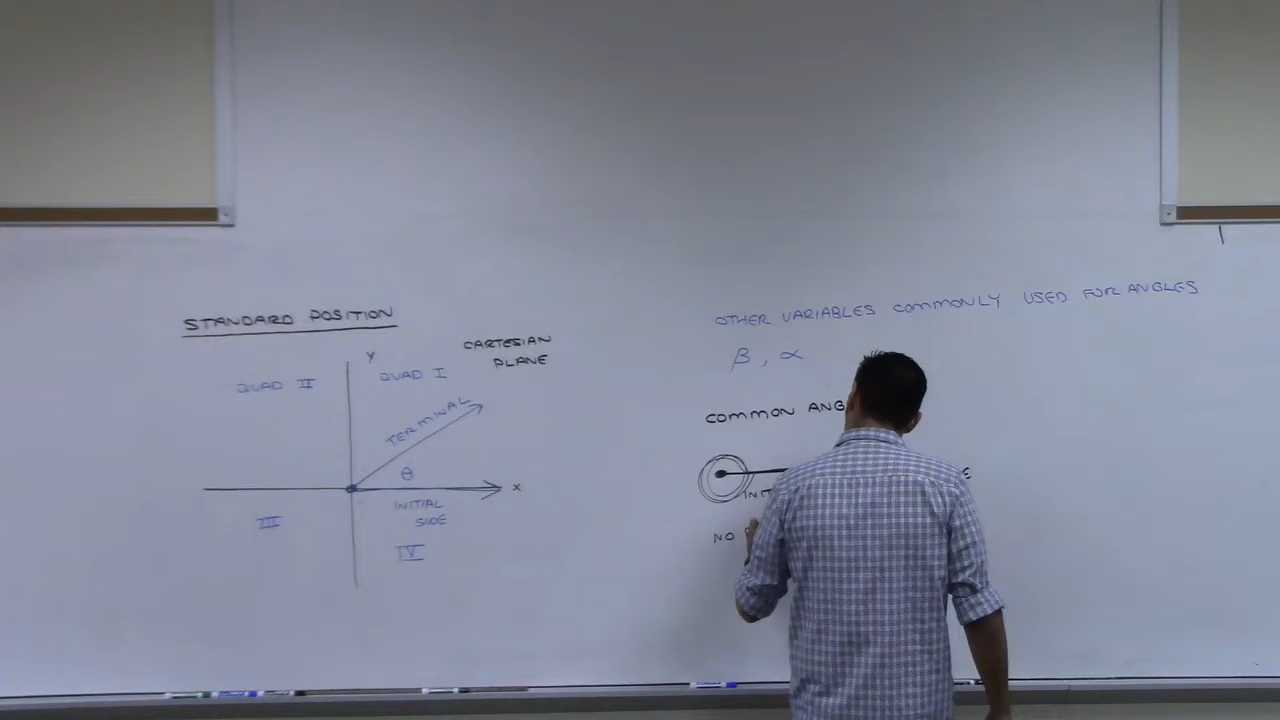 STANDARD POSITION
CARTESIAN
PLANE
Y
QUAD II
QUAD I
TERMINAL
θ
X
INITIAL
SIDE
III
IV
OTHER VARIABLES COMMONLY USED FOR ANGLES
β, α
COMMON
NO